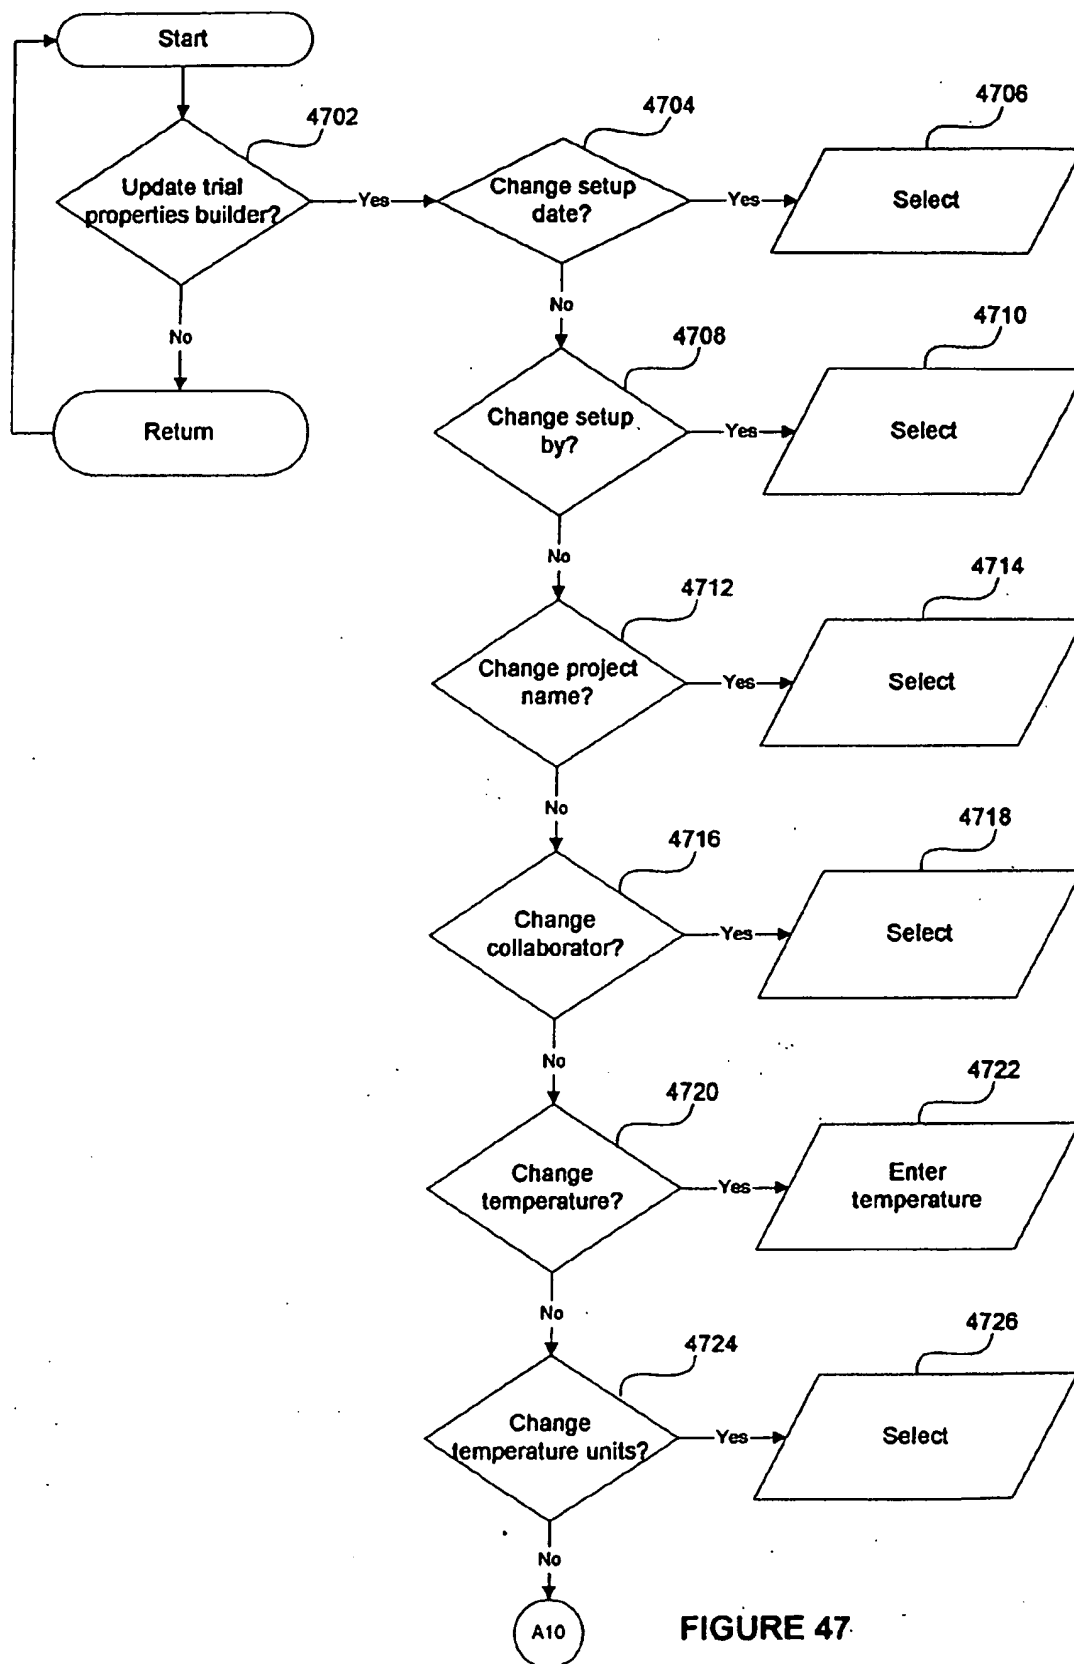 Start
4702
4704
4706
Update trial
properties builder?
Yes
Change setup
date?
Yes
Select
No
No
4708
4710
Return
Change setup
by?
Yes
Select
No
4712
4714
Change project
name?
Yes
Select
No
4716
4718
Change
collaborator?
Yes
Select
No
4720
4722
Change
temperature?
Yes
Enter
temperature
No
4724
4726
Change
temperature units?
Yes
Select
No
A10
FIGURE 47